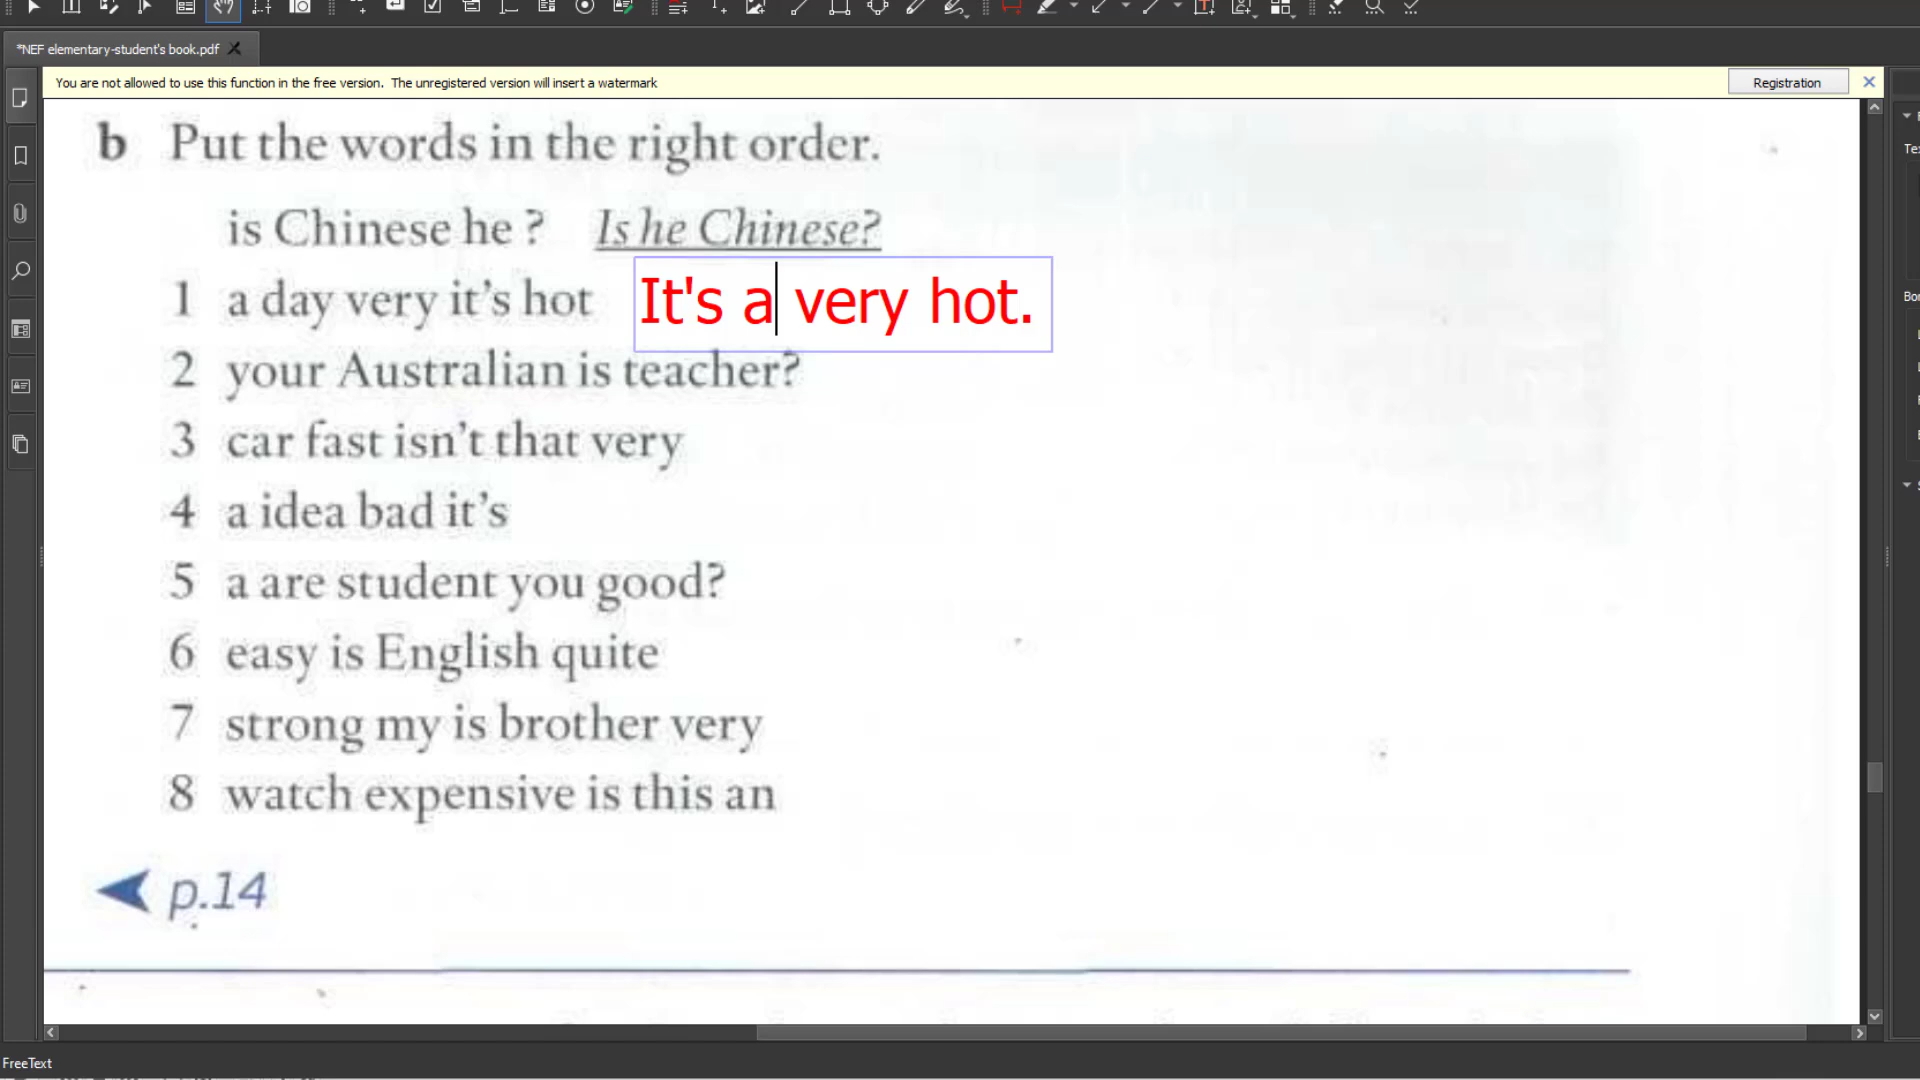 *NEF elementary-student's book.pdf
You are not allowed to use this function in the free version. The unregistered version will insert a watermark
Registration
b Put the words in the right order.
is Chinese he ? Is he Chinese?
1 a day very it's hot It's a very hot.
2 your Australian is teacher?
3 car fast isn't that very
4 a idea bad it's
5 a are student you good?
6 easy is English quite
7 strong my is brother very
8 watch expensive is this an
p.14
FreeText